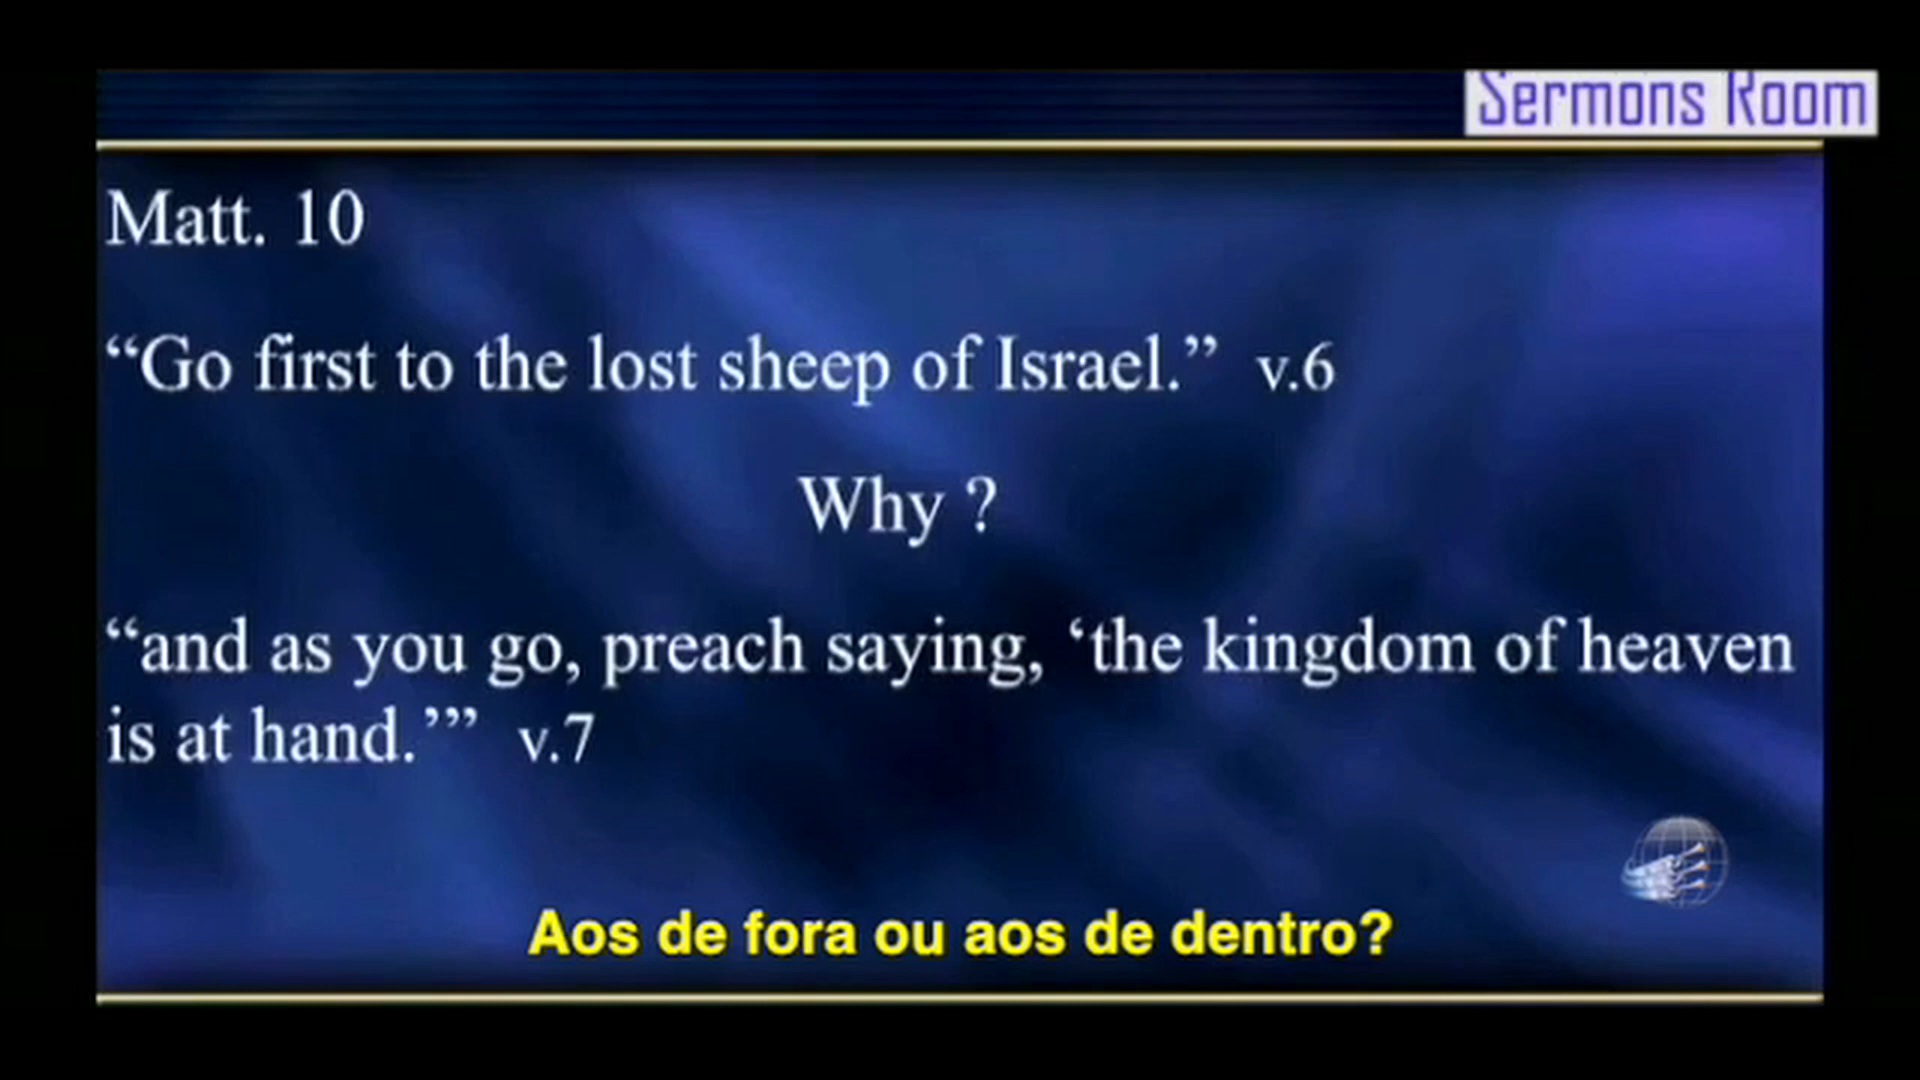 Sermons Room
Matt. 10
“Go first to the lost sheep of Israel.” v.6
Why ?
“and as you go, preach saying, ‘the kingdom of heaven
is at hand.’” v.7
Aos de fora ou aos de dentro?